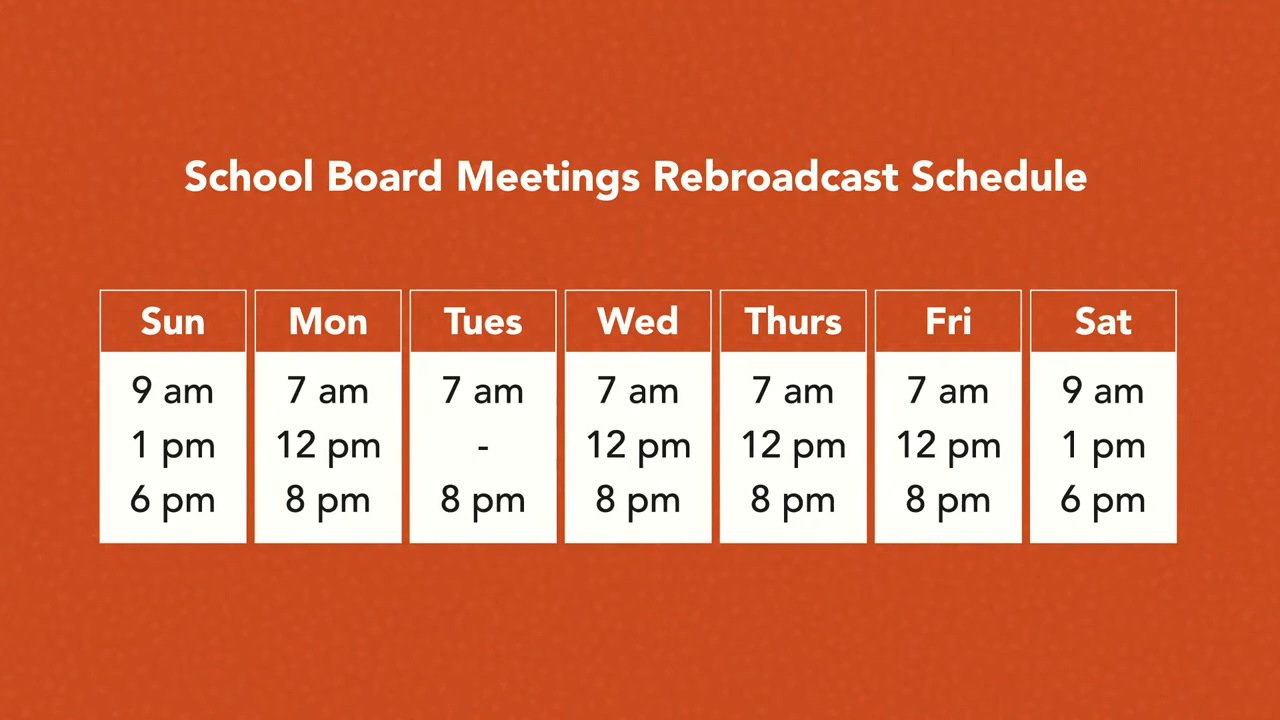 School Board Meetings Rebroadcast Schedule
Sun Mon Tues Wed Thurs Fri Sat
9 am 7 am 7 am 7 am 7 am 7 am 9 am
1 pm 12 pm - 12 pm 12 pm 12 pm 1 pm
6 pm 8 pm 8 pm 8 pm 8 pm 8 pm 6 pm